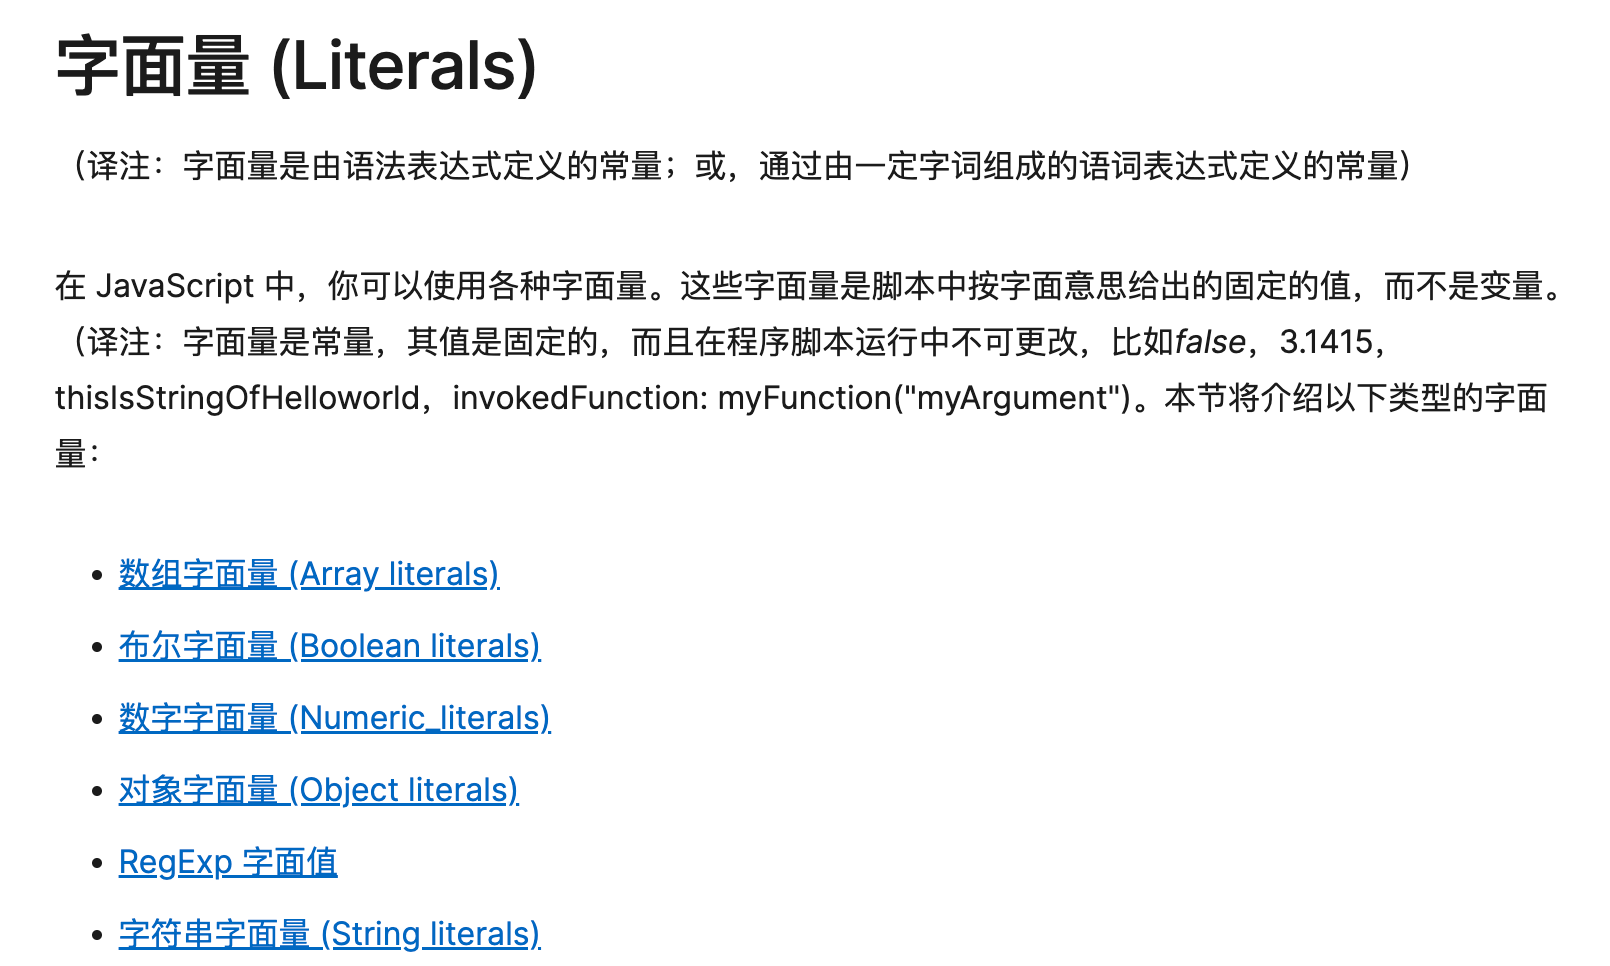 字面量 (Literals)
（译注：字面量是由语法表达式定义的常量；或，通过由一定字词组成的语词表达式定义的常量）
在 JavaScript 中，你可以使用各种字面量。这些字面量是脚本中按字面意思给出的固定的值，而不是变量。
（译注：字面量是常量，其值是固定的，而且在程序脚本运行中不可更改，比如false，3.1415，
thisIsStringOfHelloworld，invokedFunction: myFunction("myArgument")。本节将介绍以下类型的字面
量：
• 数组字面量 (Array literals)
• 布尔字面量 (Boolean literals)
• 数字字面量 (Numeric_literals)
• 对象字面量 (Object literals)
• RegExp 字面值
• 字符串字面量 (String literals)